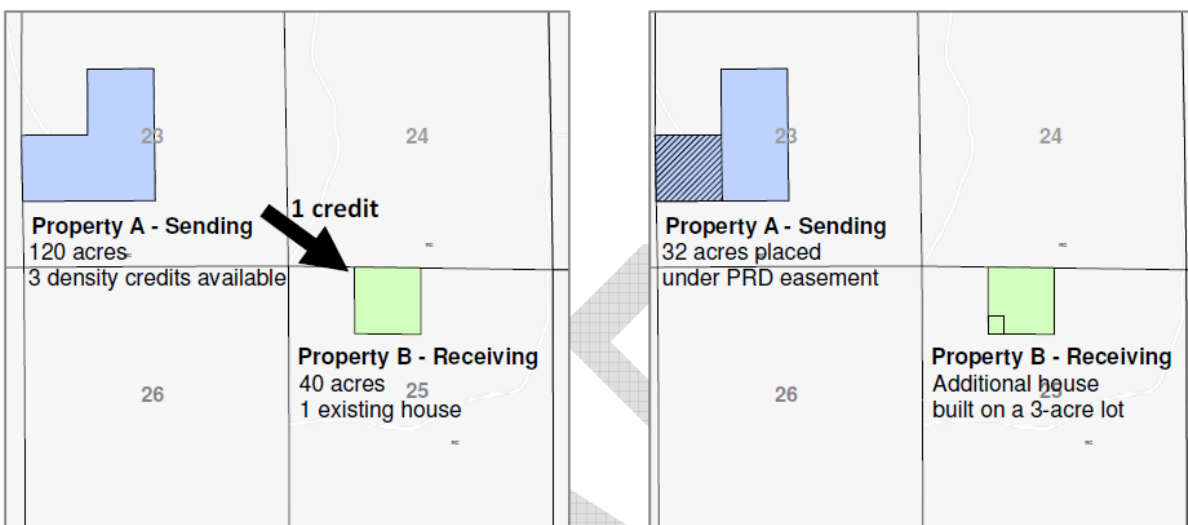 23
24
1 credit
Property A - Sending
120 acres
3 density credits available
Property B - Receiving
40 acres
25
1 existing house
26
23
24
Property A - Sending
32 acres placed
under PRD easement
Property B - Receiving
Additional house
built on a 3-acre lot
26